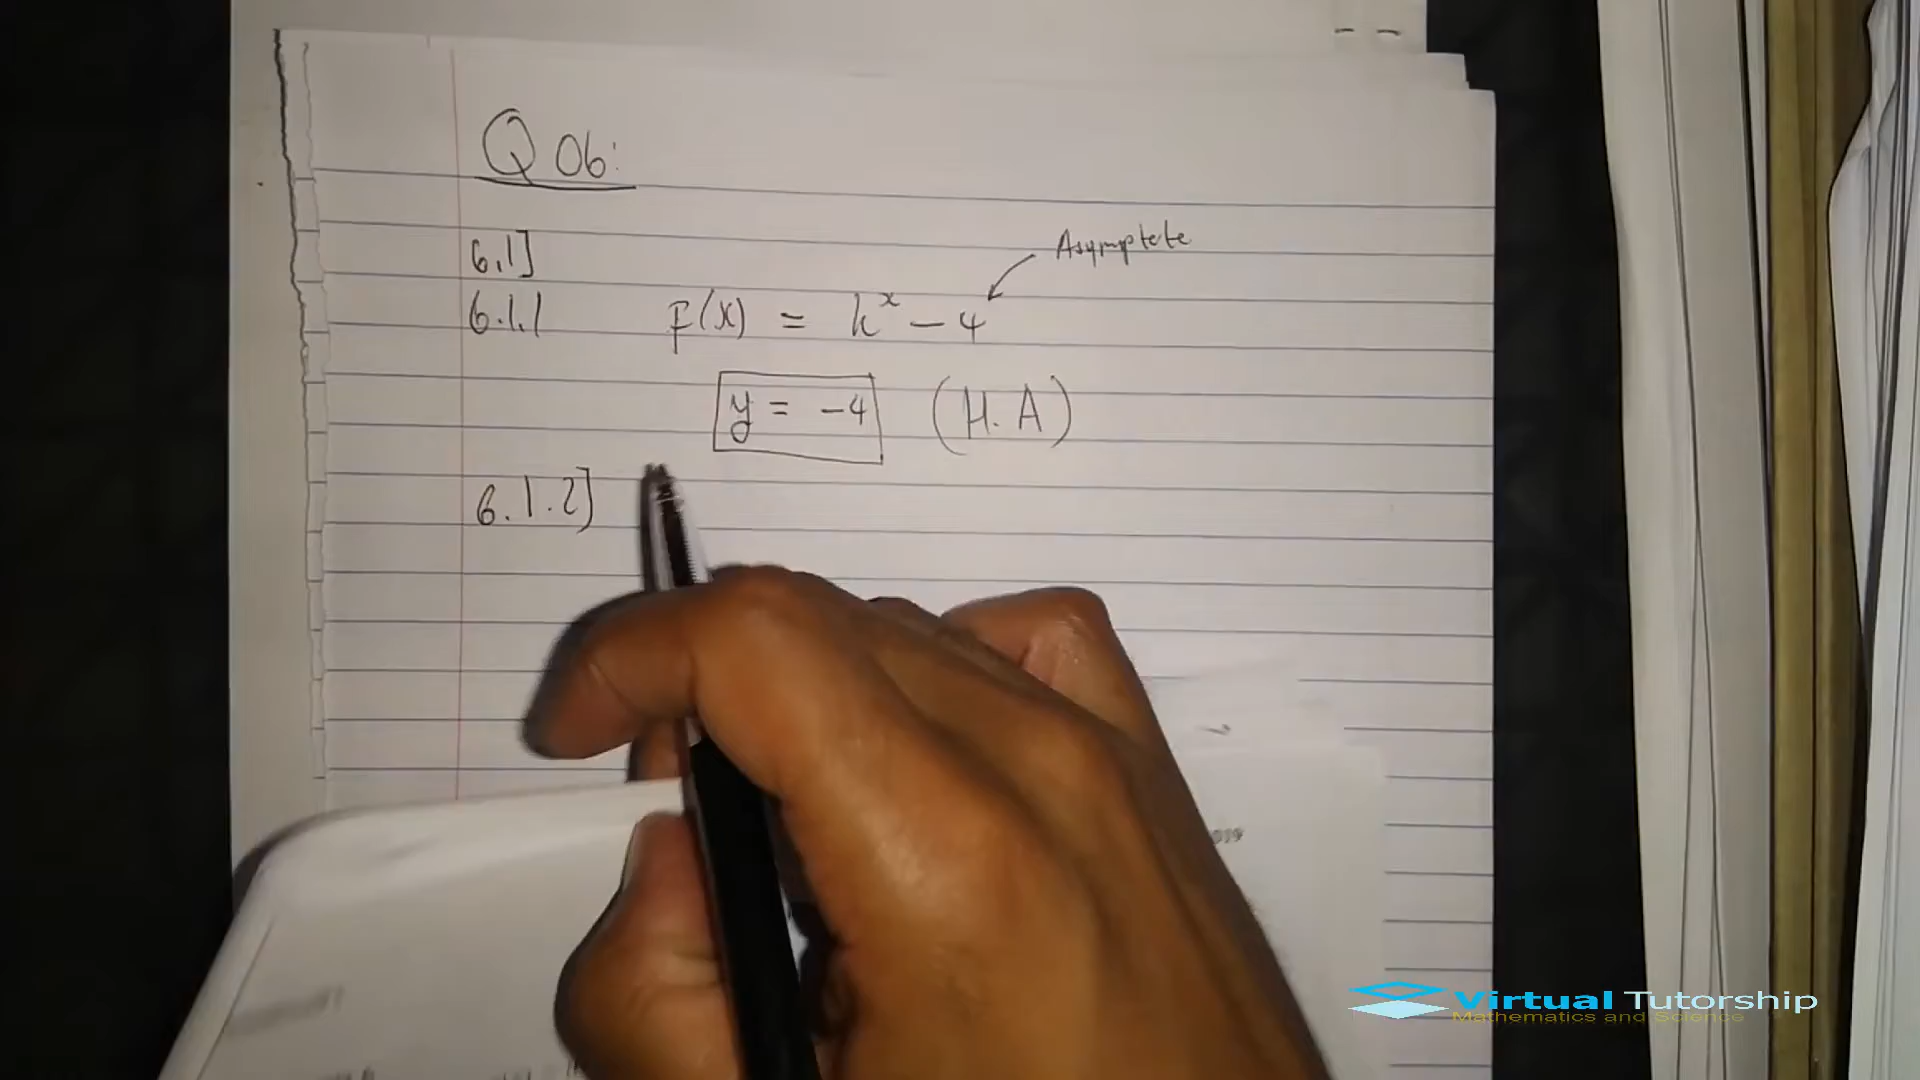 Q 06:
6.1]
Asymptote
6.1.1 F(x) = k^x - 4
y = -4 (H.A)
6.1.2]
Virtual Tutorship
Mathematics and Science